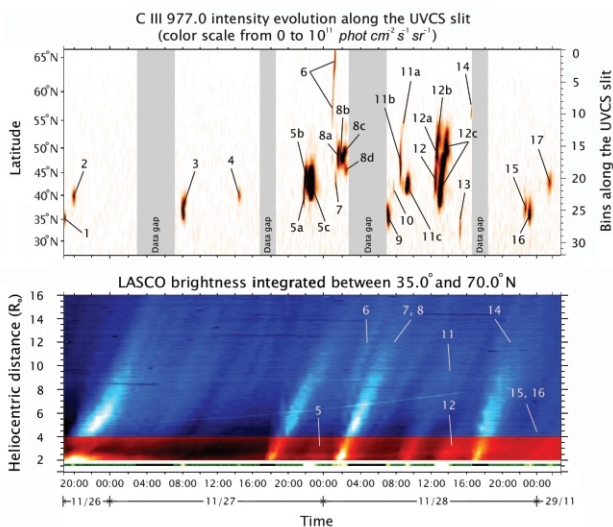 C III 977.0 intensity evolution along the UVCS slit
(color scale from 0 to 10¹¹ phot cm⁻² s⁻¹ sr⁻¹)
65°N
60°N
55°N
50°N
45°N
40°N
35°N
30°N
Latitude
0
5
10
15
20
25
30
Bins along the UVCS slit
1
2
Data gap
3
4
Data gap
5b
5a
5c
6
8b
8a
8c
8d
7
Data gap
11a
11b
9
10
11c
12b
12a
12
12c
13
14
Data gap
15
16
17
LASCO brightness integrated between 35.0° and 70.0°N
16
14
12
10
8
6
4
2
Heliocentric distance (R☉)
6
7, 8
11
14
5
12
15, 16
20:00 00:00 04:00 08:00 12:00 16:00 20:00 00:00 04:00 08:00 12:00 16:00 20:00 00:00
11/26 11/27 11/28 29/11
Time